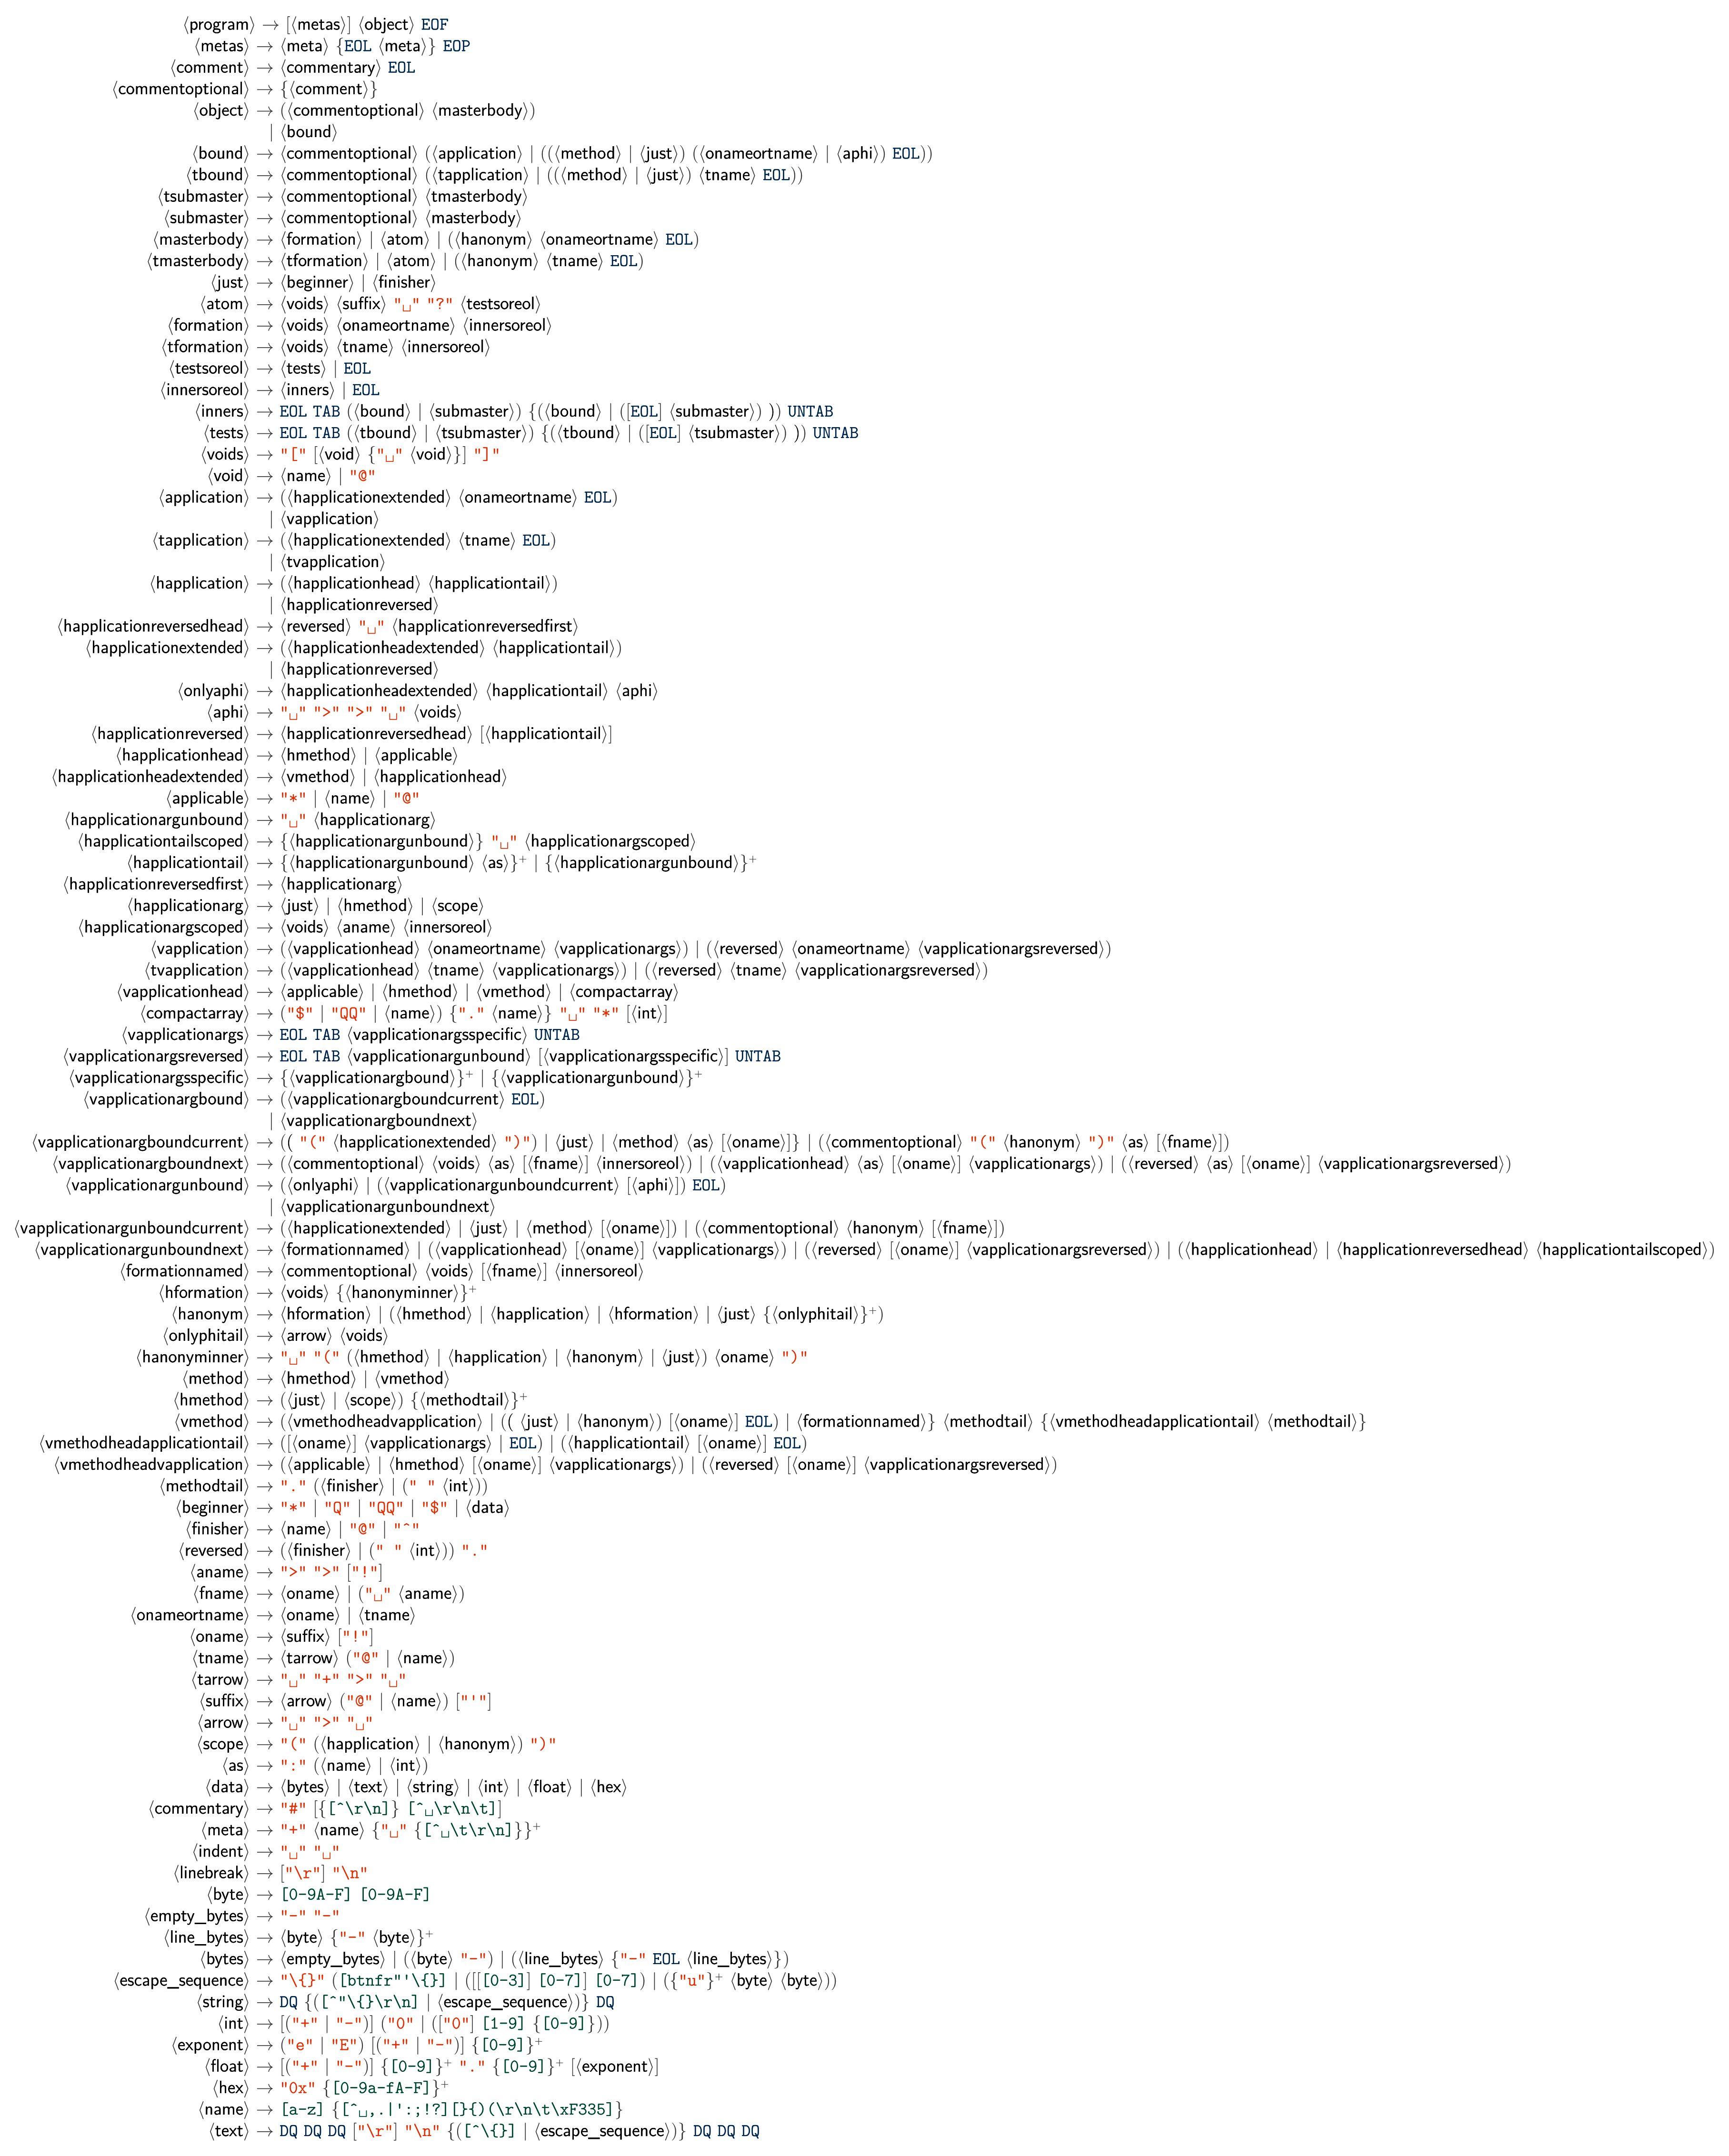 ⟨program⟩ → [⟨metas⟩] ⟨object⟩ EOF
⟨metas⟩ → ⟨meta⟩ {EOL ⟨meta⟩} EOP
⟨comment⟩ → ⟨commentary⟩ EOL
⟨commentoptional⟩ → {⟨comment⟩}
⟨object⟩ → (⟨commentoptional⟩ ⟨masterbody⟩)
| ⟨bound⟩
⟨bound⟩ → ⟨commentoptional⟩ (⟨application⟩ | ((⟨method⟩ | ⟨just⟩) (⟨onameortname⟩ | ⟨aphi⟩) EOL))
⟨tbound⟩ → ⟨commentoptional⟩ (⟨tapplication⟩ | ((⟨method⟩ | ⟨just⟩) ⟨tname⟩ EOL))
⟨tsubmaster⟩ → ⟨commentoptional⟩ ⟨tmasterbody⟩
⟨submaster⟩ → ⟨commentoptional⟩ ⟨masterbody⟩
⟨masterbody⟩ → ⟨formation⟩ | ⟨atom⟩ | (⟨hanonym⟩ ⟨onameortname⟩ EOL)
⟨tmasterbody⟩ → ⟨tformation⟩ | ⟨atom⟩ | (⟨hanonym⟩ ⟨tname⟩ EOL)
⟨just⟩ → ⟨beginner⟩ | ⟨finisher⟩
⟨atom⟩ → ⟨voids⟩ ⟨suffix⟩ "␣" "?" ⟨testsoreol⟩
⟨formation⟩ → ⟨voids⟩ ⟨onameortname⟩ ⟨innersoreol⟩
⟨tformation⟩ → ⟨voids⟩ ⟨tname⟩ ⟨innersoreol⟩
⟨testsoreol⟩ → ⟨tests⟩ | EOL
⟨innersoreol⟩ → ⟨inners⟩ | EOL
⟨inners⟩ → EOL TAB (⟨bound⟩ | ⟨submaster⟩) {(⟨bound⟩ | ([EOL] ⟨submaster⟩) )) UNTAB
⟨tests⟩ → EOL TAB (⟨tbound⟩ | ⟨tsubmaster⟩) {(⟨tbound⟩ | ([EOL] ⟨tsubmaster⟩) )) UNTAB
⟨voids⟩ → "[" [⟨void⟩ {"␣" ⟨void⟩}] "]"
⟨void⟩ → ⟨name⟩ | "@"
⟨application⟩ → (⟨happlicationextended⟩ ⟨onameortname⟩ EOL)
| ⟨vapplication⟩
⟨tapplication⟩ → (⟨happlicationextended⟩ ⟨tname⟩ EOL)
| ⟨tvapplication⟩
⟨happlication⟩ → (⟨happlicationhead⟩ ⟨happlicationtail⟩)
| ⟨happlicationreversed⟩
⟨happlicationreversedhead⟩ → ⟨reversed⟩ "␣" ⟨happlicationreversedfirst⟩
⟨happlicationextended⟩ → (⟨happlicationheadextended⟩ ⟨happlicationtail⟩)
| ⟨happlicationreversed⟩
⟨onlyaphi⟩ → ⟨happlicationheadextended⟩ ⟨happlicationtail⟩ ⟨aphi⟩
⟨aphi⟩ → "␣" ">" ">" "␣" ⟨voids⟩
⟨happlicationreversed⟩ → ⟨happlicationreversedhead⟩ [⟨happlicationtail⟩]
⟨happlicationhead⟩ → ⟨hmethod⟩ | ⟨applicable⟩
⟨happlicationheadextended⟩ → ⟨vmethod⟩ | ⟨happlicationhead⟩
⟨applicable⟩ → "*" | ⟨name⟩ | "@"
⟨happlicationargunbound⟩ → "␣" ⟨happlicationarg⟩
⟨happlicationtailscoped⟩ → {⟨happlicationargunbound⟩} "␣" ⟨happlicationargscoped⟩
⟨happlicationtail⟩ → {⟨happlicationargunbound⟩ ⟨as⟩}⁺ | {⟨happlicationargunbound⟩}⁺
⟨happlicationreversedfirst⟩ → ⟨happlicationarg⟩
⟨happlicationarg⟩ → ⟨just⟩ | ⟨hmethod⟩ | ⟨scope⟩
⟨happlicationargscoped⟩ → ⟨voids⟩ ⟨aname⟩ ⟨innersoreol⟩
⟨vapplication⟩ → (⟨vapplicationhead⟩ ⟨onameortname⟩ ⟨vapplicationargs⟩) | (⟨reversed⟩ ⟨onameortname⟩ ⟨vapplicationargsreversed⟩)
⟨tvapplication⟩ → (⟨vapplicationhead⟩ ⟨tname⟩ ⟨vapplicationargs⟩) | (⟨reversed⟩ ⟨tname⟩ ⟨vapplicationargsreversed⟩)
⟨vapplicationhead⟩ → ⟨applicable⟩ | ⟨hmethod⟩ | ⟨vmethod⟩ | ⟨compactarray⟩
⟨compactarray⟩ → ("$" | "QQ" | ⟨name⟩) {"." ⟨name⟩} "␣" "*" [⟨int⟩]
⟨vapplicationargs⟩ → EOL TAB ⟨vapplicationargsspecific⟩ UNTAB
⟨vapplicationargsreversed⟩ → EOL TAB ⟨vapplicationargunbound⟩ [⟨vapplicationargsspecific⟩] UNTAB
⟨vapplicationargsspecific⟩ → {⟨vapplicationargbound⟩}⁺ | {⟨vapplicationargunbound⟩}⁺
⟨vapplicationargbound⟩ → (⟨vapplicationargboundcurrent⟩ EOL)
| ⟨vapplicationargboundnext⟩
⟨vapplicationargboundcurrent⟩ → (( "(" ⟨happlicationextended⟩ ")") | ⟨just⟩ | ⟨method⟩ ⟨as⟩ [⟨oname⟩]} | (⟨commentoptional⟩ "(" ⟨hanonym⟩ ")" ⟨as⟩ [⟨fname⟩])
⟨vapplicationargboundnext⟩ → (⟨commentoptional⟩ ⟨voids⟩ ⟨as⟩ [⟨fname⟩] ⟨innersoreol⟩) | (⟨vapplicationhead⟩ ⟨as⟩ [⟨oname⟩] ⟨vapplicationargs⟩) | (⟨reversed⟩ ⟨as⟩ [⟨oname⟩] ⟨vapplicationargsreversed⟩)
⟨vapplicationargunbound⟩ → (⟨onlyaphi⟩ | (⟨vapplicationargunboundcurrent⟩ [⟨aphi⟩]) EOL)
| ⟨vapplicationargunboundnext⟩
⟨vapplicationargunboundcurrent⟩ → (⟨happlicationextended⟩ | ⟨just⟩ | ⟨method⟩ [⟨oname⟩]) | (⟨commentoptional⟩ ⟨hanonym⟩ [⟨fname⟩])
⟨vapplicationargunboundnext⟩ → ⟨formationnamed⟩ | (⟨vapplicationhead⟩ [⟨oname⟩] ⟨vapplicationargs⟩) | (⟨reversed⟩ [⟨oname⟩] ⟨vapplicationargsreversed⟩) | (⟨happlicationhead⟩ | ⟨happlicationreversedhead⟩ ⟨happlicationtailscoped⟩)
⟨formationnamed⟩ → ⟨commentoptional⟩ ⟨voids⟩ [⟨fname⟩] ⟨innersoreol⟩
⟨hformation⟩ → ⟨voids⟩ {⟨hanonyminner⟩}⁺
⟨hanonym⟩ → ⟨hformation⟩ | (⟨hmethod⟩ | ⟨happlication⟩ | ⟨hformation⟩ | ⟨just⟩ {⟨onlyphitail⟩}⁺)
⟨onlyphitail⟩ → ⟨arrow⟩ ⟨voids⟩
⟨hanonyminner⟩ → "␣" "(" (⟨hmethod⟩ | ⟨happlication⟩ | ⟨hanonym⟩ | ⟨just⟩) ⟨oname⟩ ")"
⟨method⟩ → ⟨hmethod⟩ | ⟨vmethod⟩
⟨hmethod⟩ → (⟨just⟩ | ⟨scope⟩) {⟨methodtail⟩}⁺
⟨vmethod⟩ → (⟨vmethodheadvapplication⟩ | (( ⟨just⟩ | ⟨hanonym⟩) [⟨oname⟩] EOL) | ⟨formationnamed⟩} ⟨methodtail⟩ {⟨vmethodheadapplicationtail⟩ ⟨methodtail⟩}
⟨vmethodheadapplicationtail⟩ → ([⟨oname⟩] ⟨vapplicationargs⟩ | EOL) | (⟨happlicationtail⟩ [⟨oname⟩] EOL)
⟨vmethodheadvapplication⟩ → (⟨applicable⟩ | ⟨hmethod⟩ [⟨oname⟩] ⟨vapplicationargs⟩) | (⟨reversed⟩ [⟨oname⟩] ⟨vapplicationargsreversed⟩)
⟨methodtail⟩ → "." (⟨finisher⟩ | (" " ⟨int⟩))
⟨beginner⟩ → "*" | "Q" | "QQ" | "$" | ⟨data⟩
⟨finisher⟩ → ⟨name⟩ | "@" | "^"
⟨reversed⟩ → (⟨finisher⟩ | (" " ⟨int⟩)) "."
⟨aname⟩ → ">" ">" ["!"]
⟨fname⟩ → ⟨oname⟩ | ("␣" ⟨aname⟩)
⟨onameortname⟩ → ⟨oname⟩ | ⟨tname⟩
⟨oname⟩ → ⟨suffix⟩ ["!"]
⟨tname⟩ → ⟨tarrow⟩ ("@" | ⟨name⟩)
⟨tarrow⟩ → "␣" "+" ">" "␣"
⟨suffix⟩ → ⟨arrow⟩ ("@" | ⟨name⟩) ["'"]
⟨arrow⟩ → "␣" ">" "␣"
⟨scope⟩ → "(" (⟨happlication⟩ | ⟨hanonym⟩) ")"
⟨as⟩ → ":" (⟨name⟩ | ⟨int⟩)
⟨data⟩ → ⟨bytes⟩ | ⟨text⟩ | ⟨string⟩ | ⟨int⟩ | ⟨float⟩ | ⟨hex⟩
⟨commentary⟩ → "#" [{[^\r\n]} [^␣\r\n\t]]
⟨meta⟩ → "+" ⟨name⟩ {"␣" {[^␣\t\r\n]}}⁺
⟨indent⟩ → "␣" "␣"
⟨linebreak⟩ → ["\r"] "\n"
⟨byte⟩ → [0-9A-F] [0-9A-F]
⟨empty_bytes⟩ → "-" "-"
⟨line_bytes⟩ → ⟨byte⟩ {"-" ⟨byte⟩}⁺
⟨bytes⟩ → ⟨empty_bytes⟩ | (⟨byte⟩ "-") | (⟨line_bytes⟩ {"-" EOL ⟨line_bytes⟩})
⟨escape_sequence⟩ → "\{}" ([btnfr"'\{}] | ([[[0-3]] [0-7]] [0-7]) | ({"u"}⁺ ⟨byte⟩ ⟨byte⟩))
⟨string⟩ → DQ {([^"\{}\r\n] | ⟨escape_sequence⟩)} DQ
⟨int⟩ → [("+" | "-")] ("0" | (["0"] [1-9] {[0-9]}))
⟨exponent⟩ → ("e" | "E") [("+" | "-")] {[0-9]}⁺
⟨float⟩ → [("+" | "-")] {[0-9]}⁺ "." {[0-9]}⁺ [⟨exponent⟩]
⟨hex⟩ → "0x" {[0-9a-fA-F]}⁺
⟨name⟩ → [a-z] {[^␣,.|':;!?][}{)(\r\n\t\xF335]}
⟨text⟩ → DQ DQ DQ ["\r"] "\n" {([^\{}] | ⟨escape_sequence⟩)} DQ DQ DQ